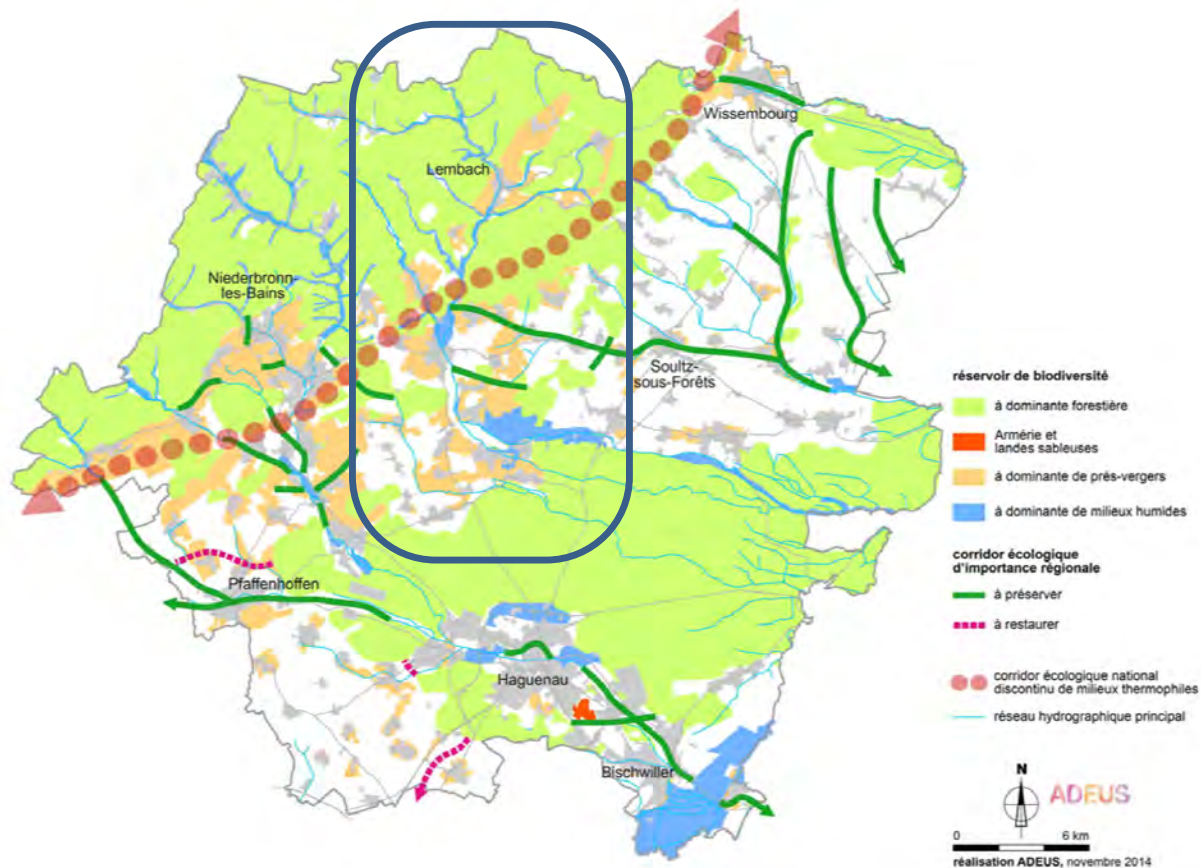 Wissembourg
Lembach
Niederbronn-
les-Bains
Soultz-
sous-Forêts
Pfaffenhoffen
Haguenau
Bischwiller
réservoir de biodiversité
à dominante forestière
Armérie et
landes sableuses
à dominante de prés-vergers
à dominante de milieux humides
corridor écologique
d'importance régionale
à préserver
à restaurer
corridor écologique national
discontinu de milieux thermophiles
réseau hydrographique principal
N
ADEUS
0 6 km
réalisation ADEUS, novembre 2014